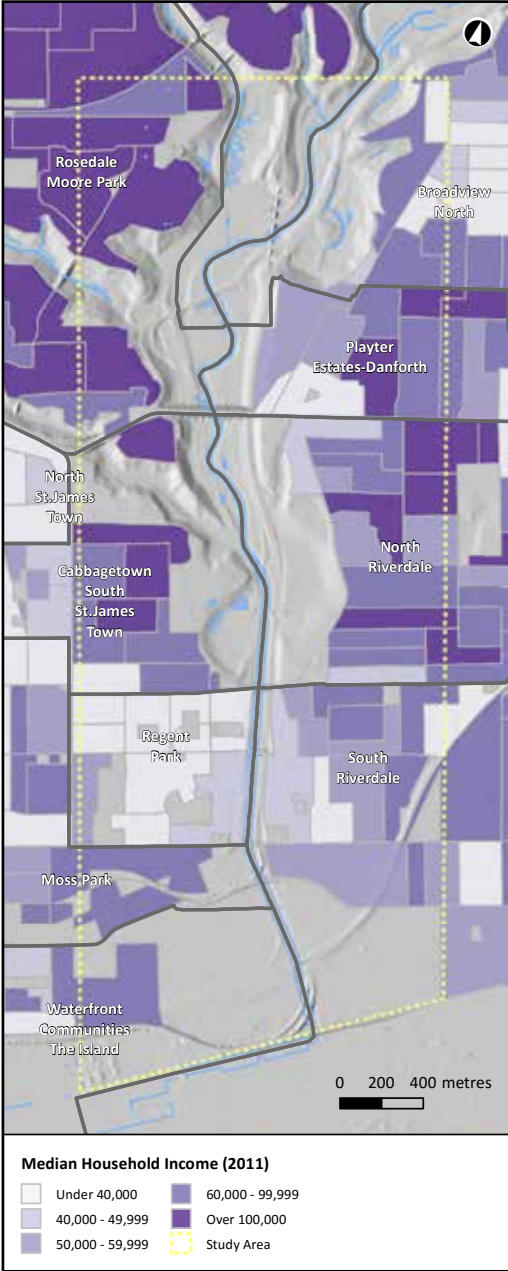 Rosedale
Moore Park
Broadview
North
Playter
Estates-Danforth
North
St.James
Town
North
Riverdale
Cabbagetown
South
St.James
Town
Regent
Park
South
Riverdale
Moss Park
Waterfront
Communities
The Island
0 200 400 metres
Median Household Income (2011)
Under 40,000
40,000 - 49,999
50,000 - 59,999
60,000 - 99,999
Over 100,000
Study Area